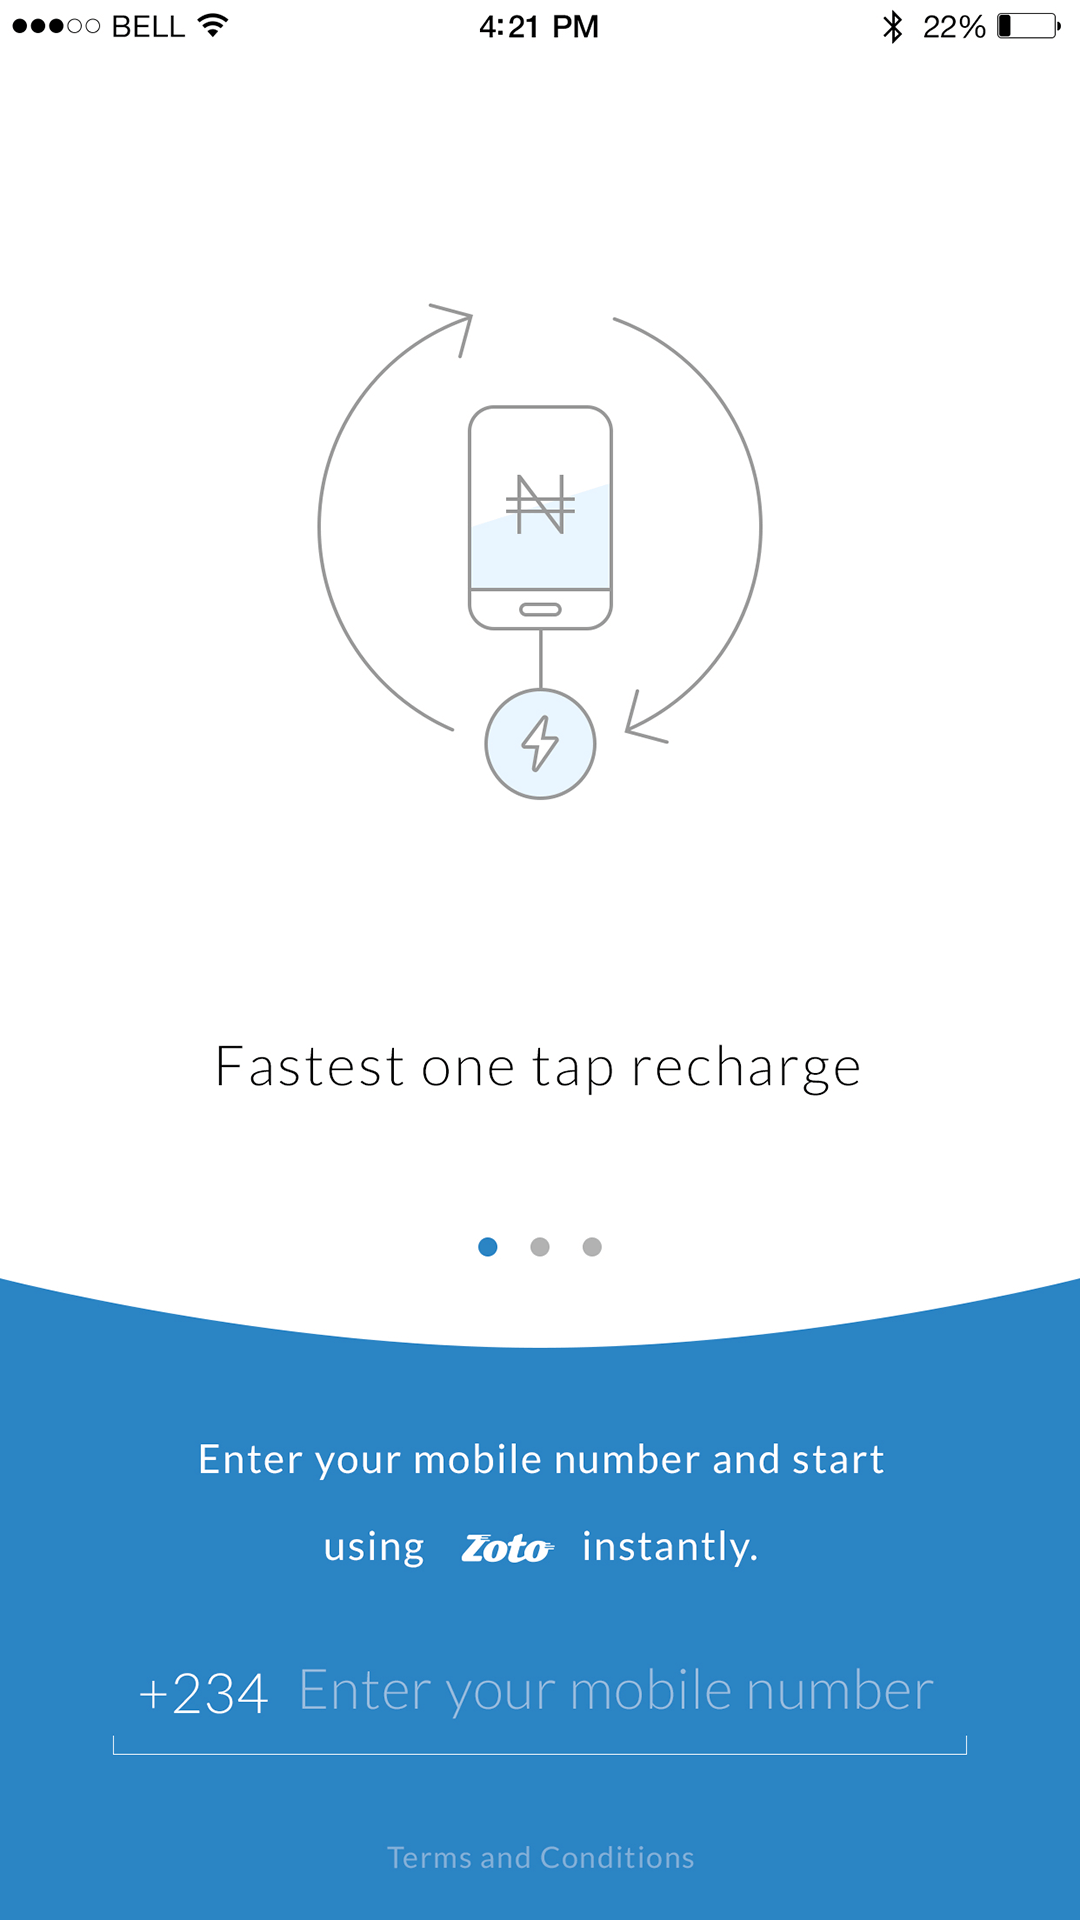 BELL 4:21 PM 22%
₦
Fastest one tap recharge
Enter your mobile number and start
using Zoto instantly.
+234 Enter your mobile number
Terms and Conditions